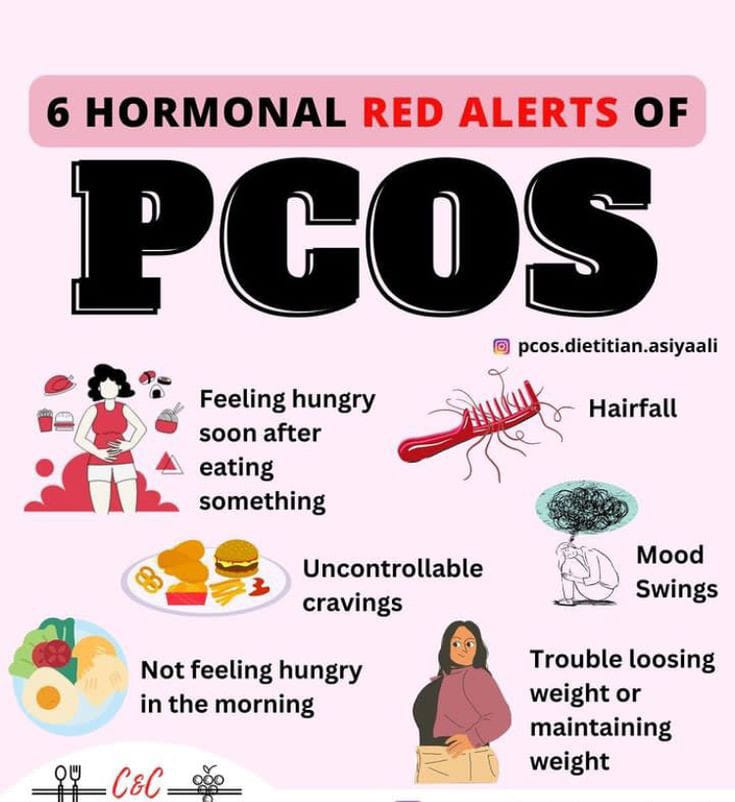 6 HORMONAL RED ALERTS OF
PCOS
pcos.dietitian.asiyaali
Feeling hungry
soon after
eating
something
Hairfall
Uncontrollable
cravings
Mood
Swings
Not feeling hungry
in the morning
Trouble loosing
weight or
maintaining
weight
C&C